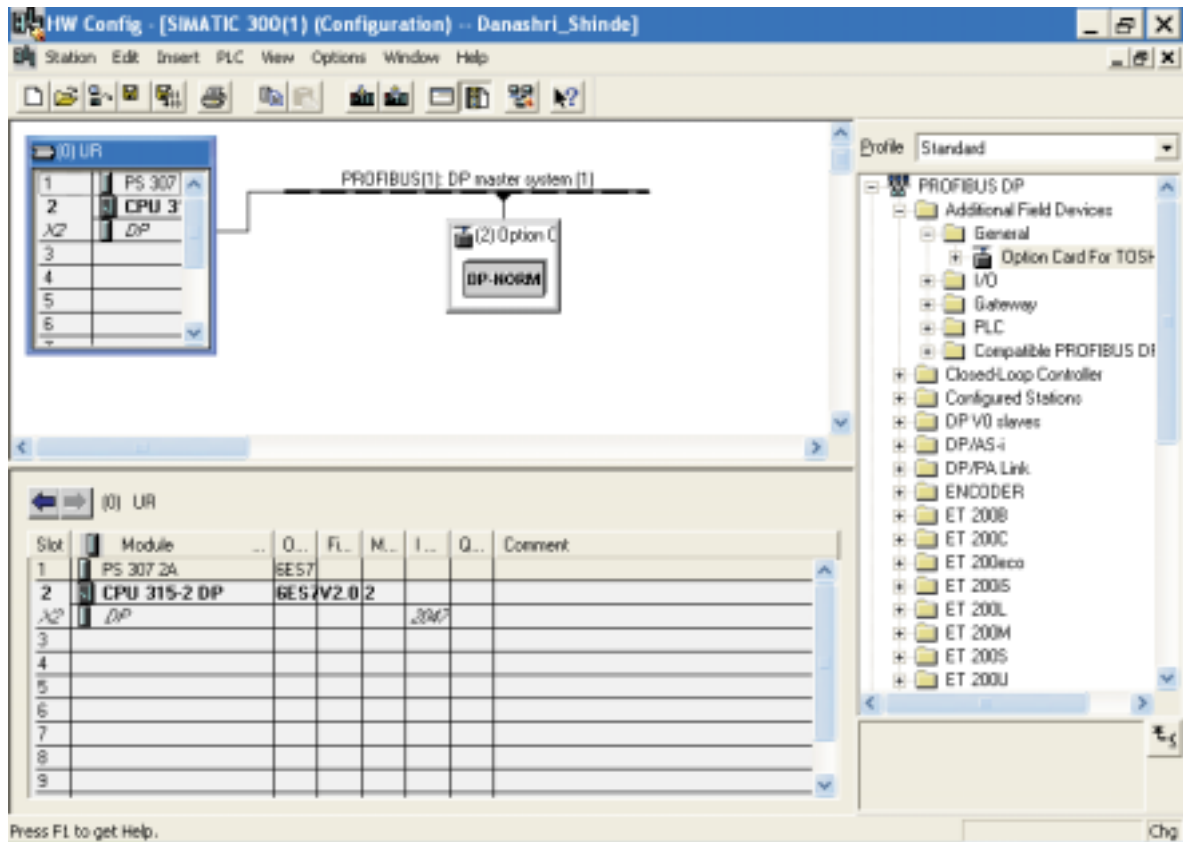 HW Config - [SIMATIC 300(1) (Configuration) -- Danashri_Shinde]
Station Edit Insert PLC View Options Window Help
(0) UR
1 PS 307
2 CPU 3
X2 DP
3
4
5
6
PROFIBUS(1): DP master system (1)
(2) Option C
DP-NORM
Profile Standard
PROFIBUS DP
Additional Field Devices
General
Option Card For TOSH
I/O
Gateway
PLC
Compatible PROFIBUS DP
Closed-Loop Controller
Configured Stations
DP V0 slaves
DP/AS-i
DP/PA Link
ENCODER
ET 200B
ET 200C
ET 200eco
ET 200iS
ET 200L
ET 200M
ET 200S
ET 200U
(0) UR
Slot Module ... O... Fi... M... I... Q... Comment
1 PS 307 2A 6ES7
2 CPU 315-2 DP 6ES7 V2.0 2
X2 DP 2047
3
4
5
6
7
8
9
Press F1 to get Help.
Chg